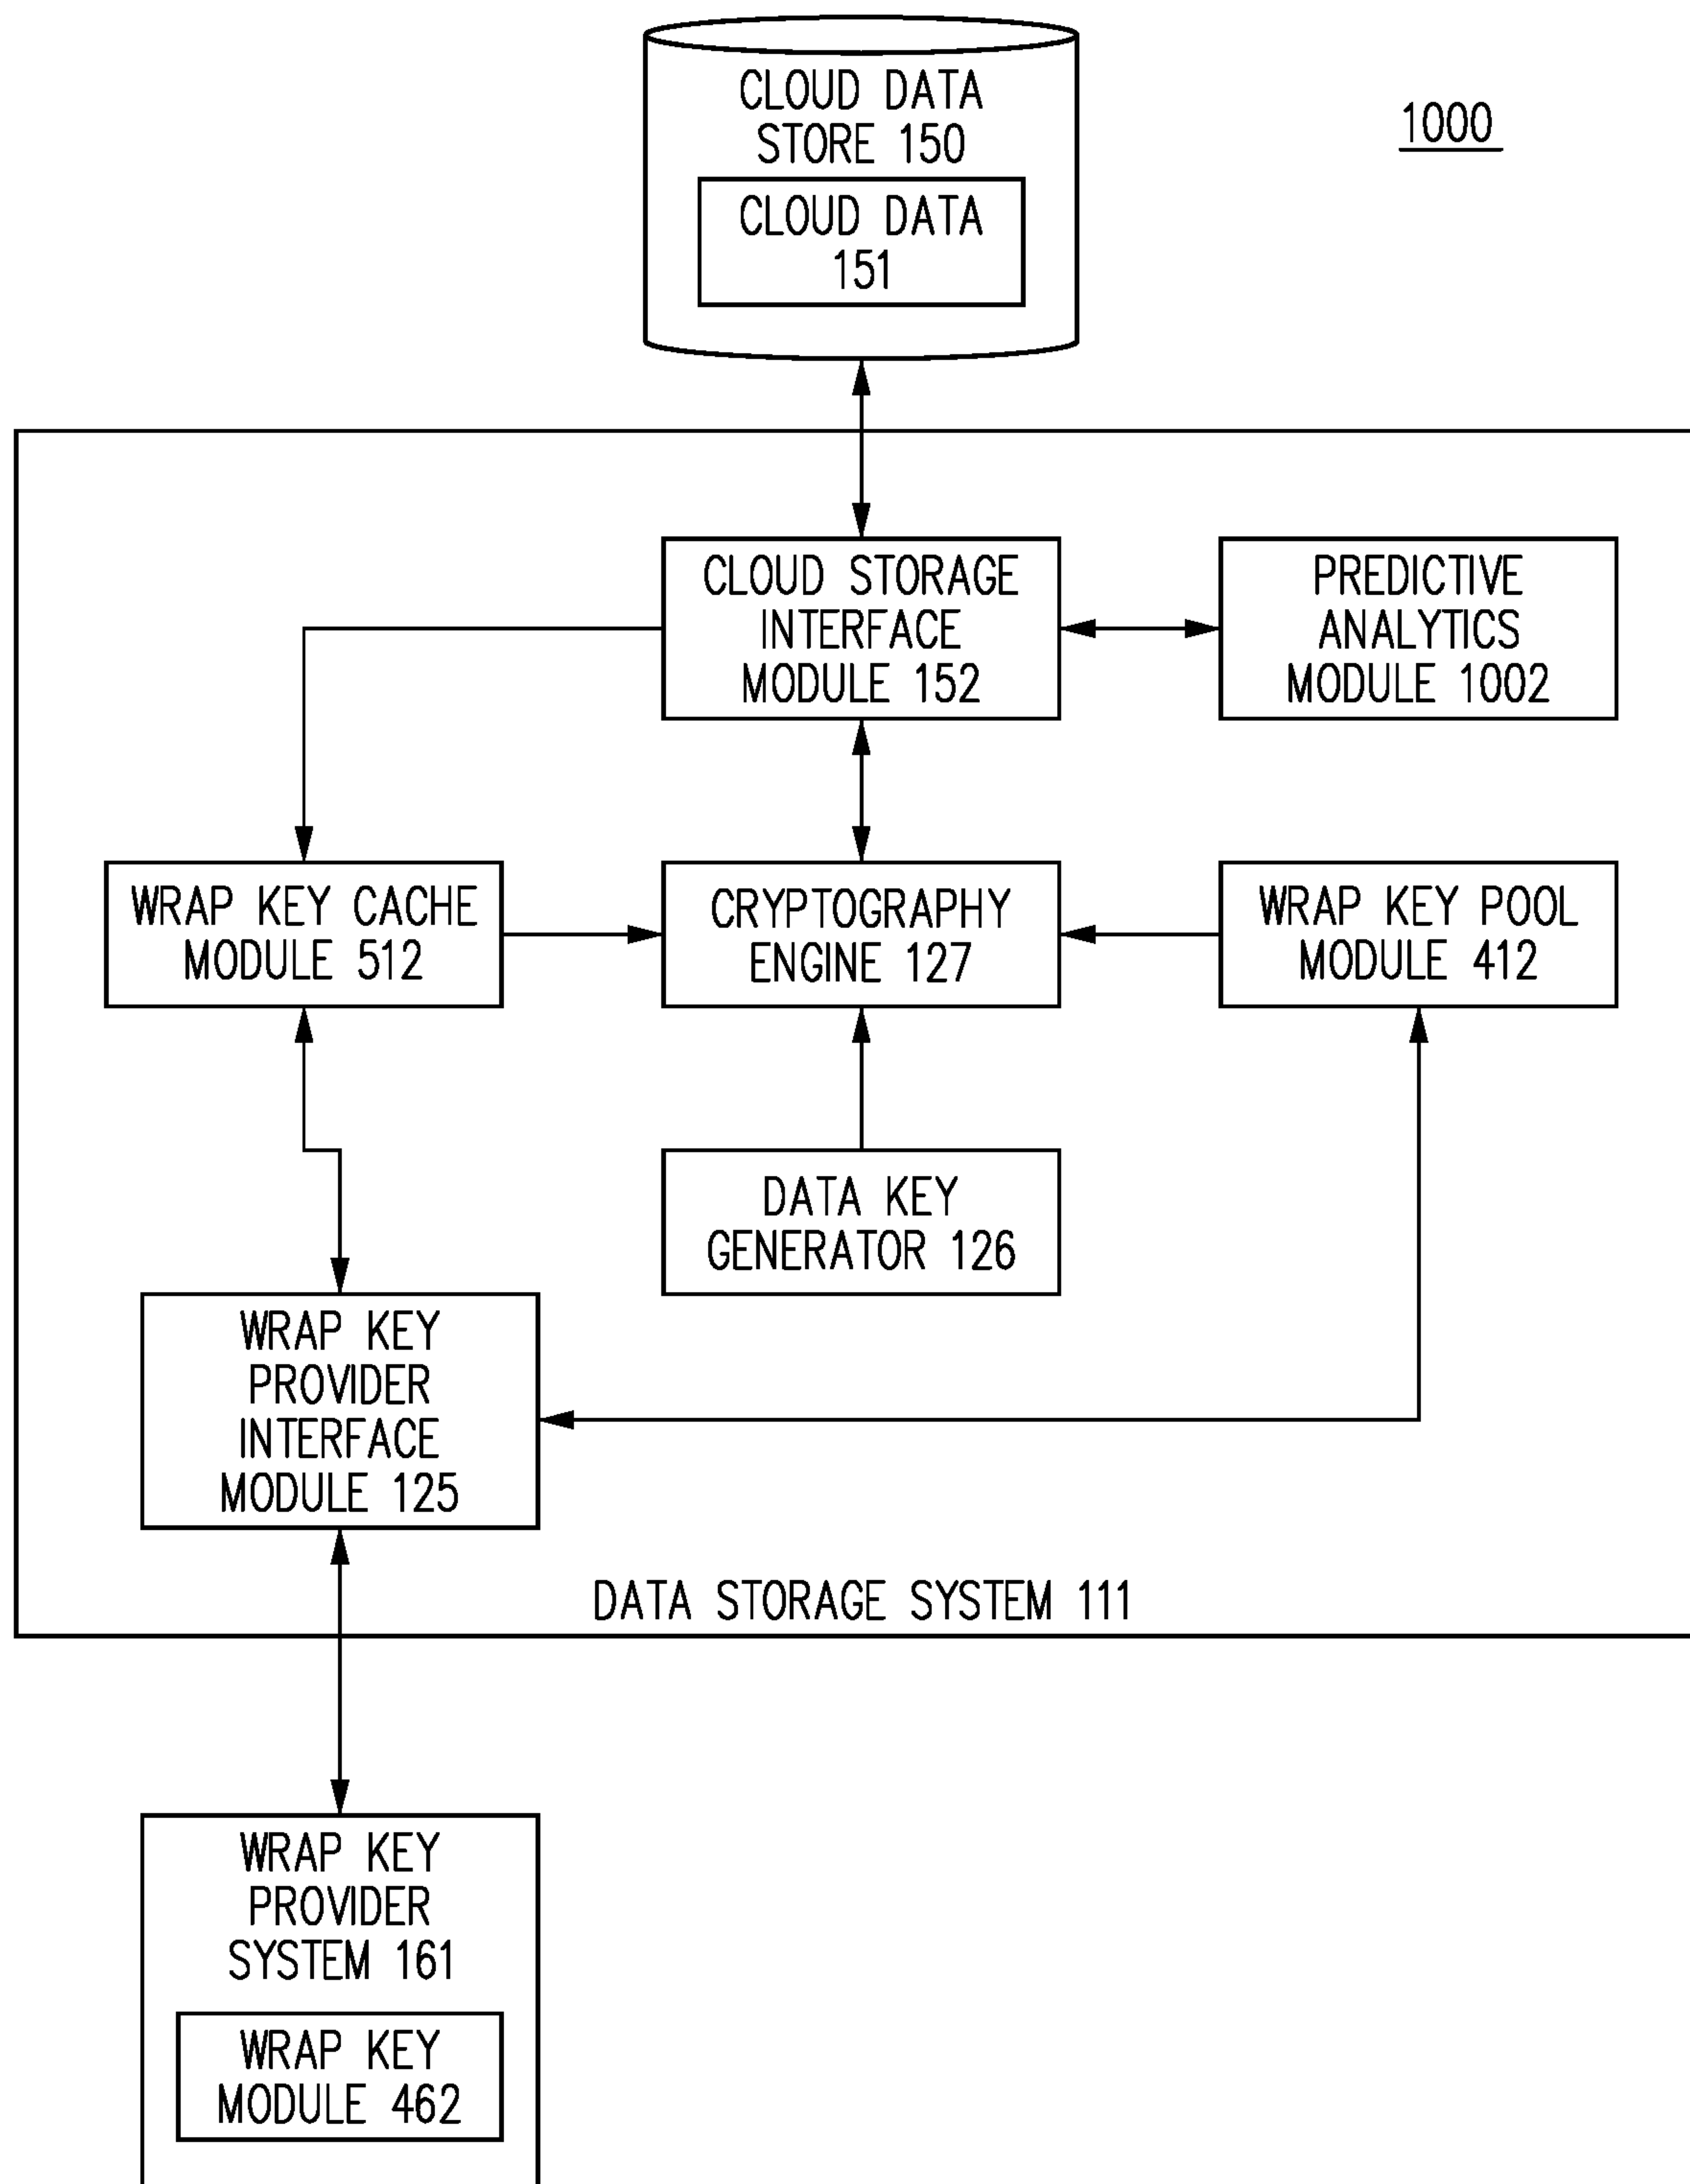 CLOUD DATA
STORE 150
1000
CLOUD DATA
151
CLOUD STORAGE
INTERFACE
MODULE 152
PREDICTIVE
ANALYTICS
MODULE 1002
WRAP KEY CACHE
MODULE 512
CRYPTOGRAPHY
ENGINE 127
WRAP KEY POOL
MODULE 412
DATA KEY
GENERATOR 126
WRAP KEY
PROVIDER
INTERFACE
MODULE 125
DATA STORAGE SYSTEM 111
WRAP KEY
PROVIDER
SYSTEM 161
WRAP KEY
MODULE 462